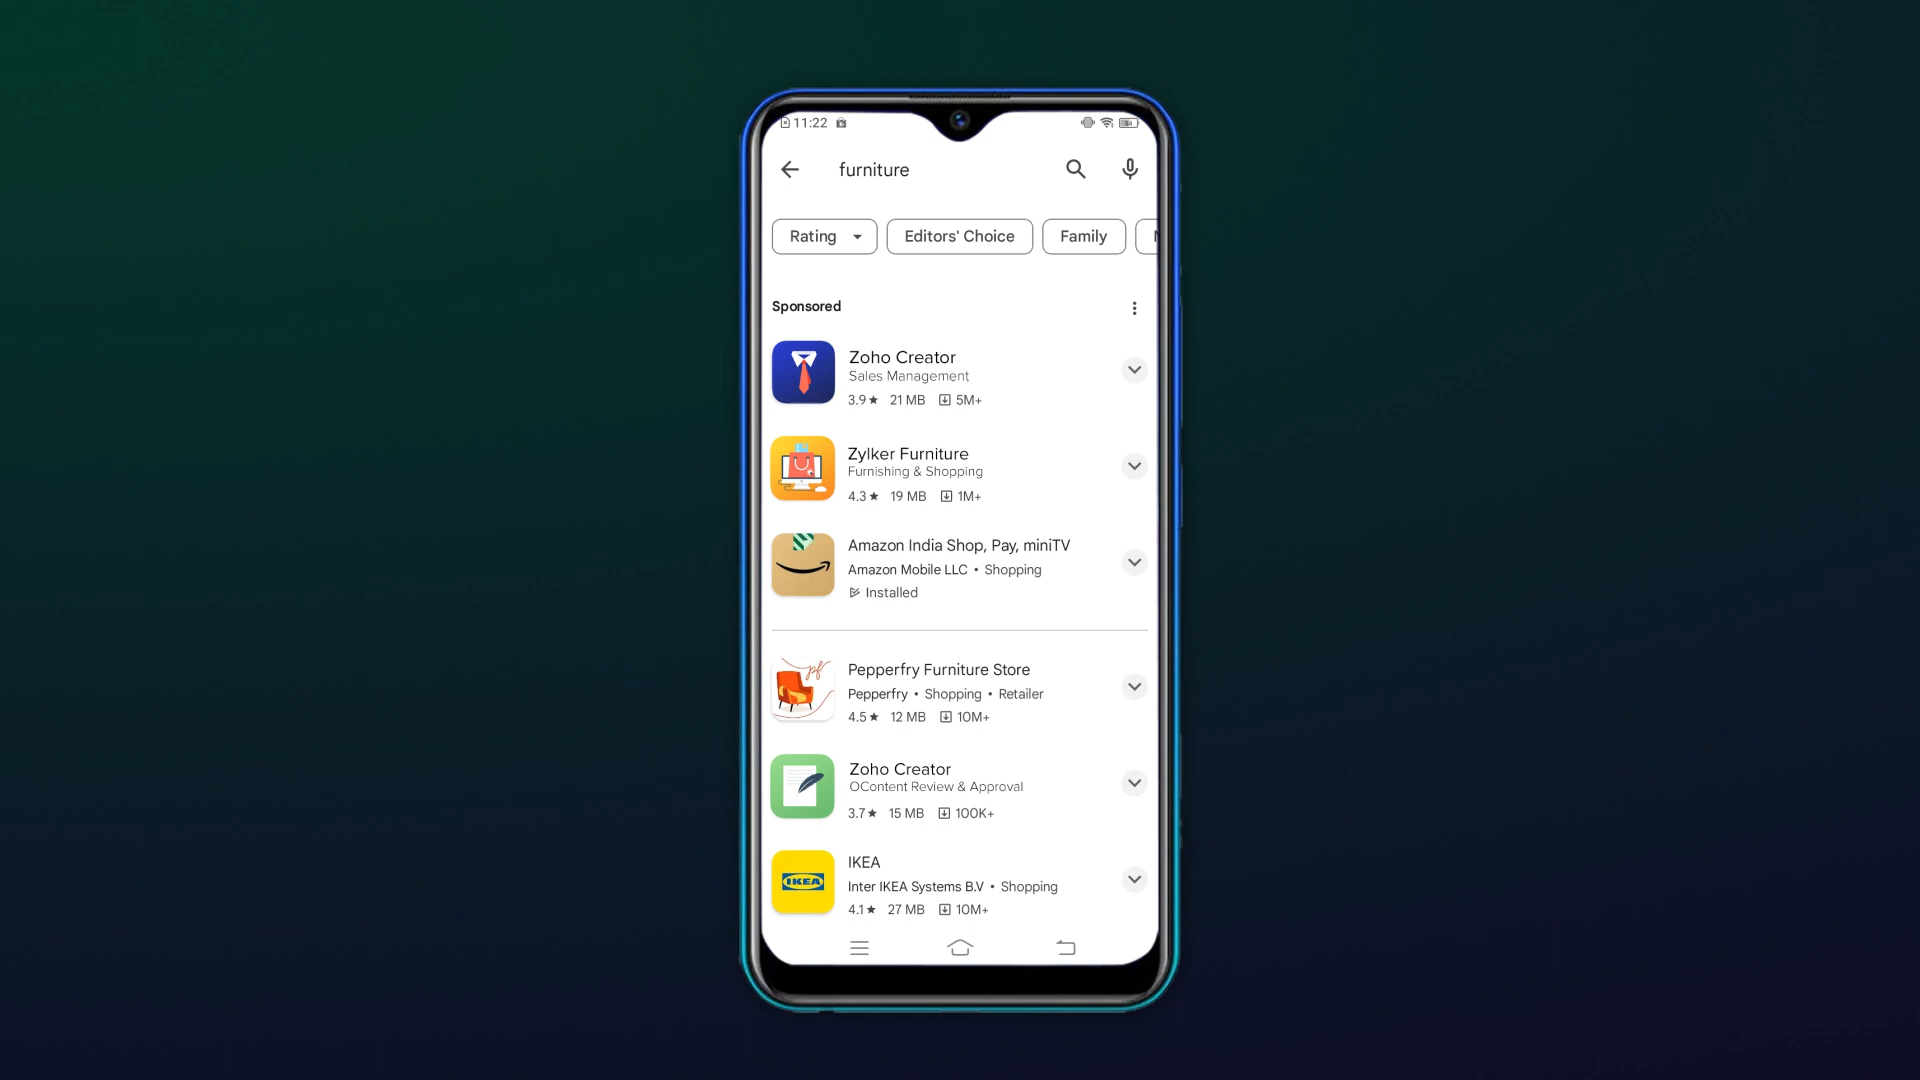 11:22
furniture
Rating
Editors' Choice
Family
Sponsored
Zoho Creator
Sales Management
3.9★ 21 MB 5M+
Zylker Furniture
Furnishing & Shopping
4.3★ 19 MB 1M+
Amazon India Shop, Pay, miniTV
Amazon Mobile LLC • Shopping
Installed
pf
Pepperfry Furniture Store
Pepperfry • Shopping • Retailer
4.5★ 12 MB 10M+
Zoho Creator
OContent Review & Approval
3.7★ 15 MB 100K+
IKEA
IKEA
Inter IKEA Systems B.V • Shopping
4.1★ 27 MB 10M+